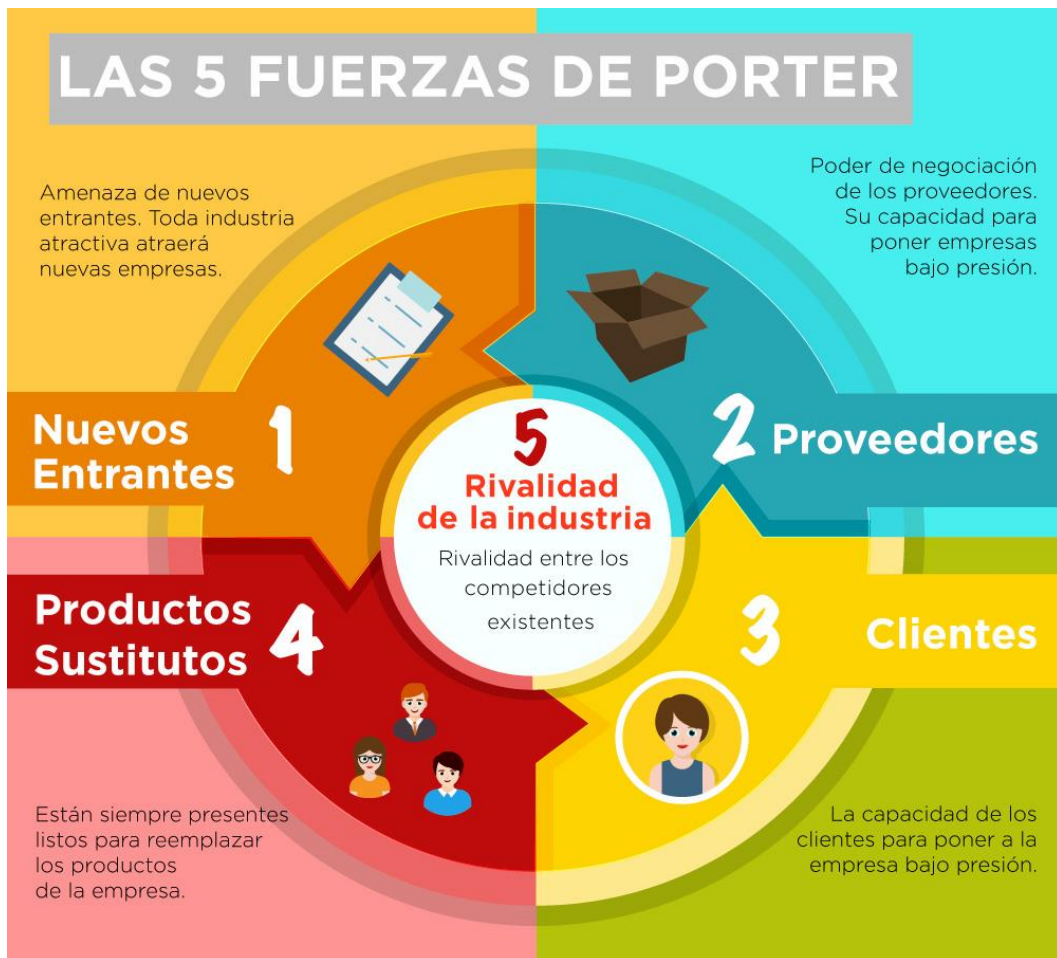 LAS 5 FUERZAS DE PORTER
Amenaza de nuevos
entrantes. Toda industria
atractiva atraerá
nuevas empresas.
Poder de negociación
de los proveedores.
Su capacidad para
poner empresas
bajo presión.
1
Nuevos
Entrantes
2
Proveedores
5
Rivalidad
de la industria
Rivalidad entre los
competidores
existentes
3
Clientes
4
Productos
Sustitutos
Están siempre presentes
listos para reemplazar
los productos
de la empresa.
La capacidad de los
clientes para poner a la
empresa bajo presión.